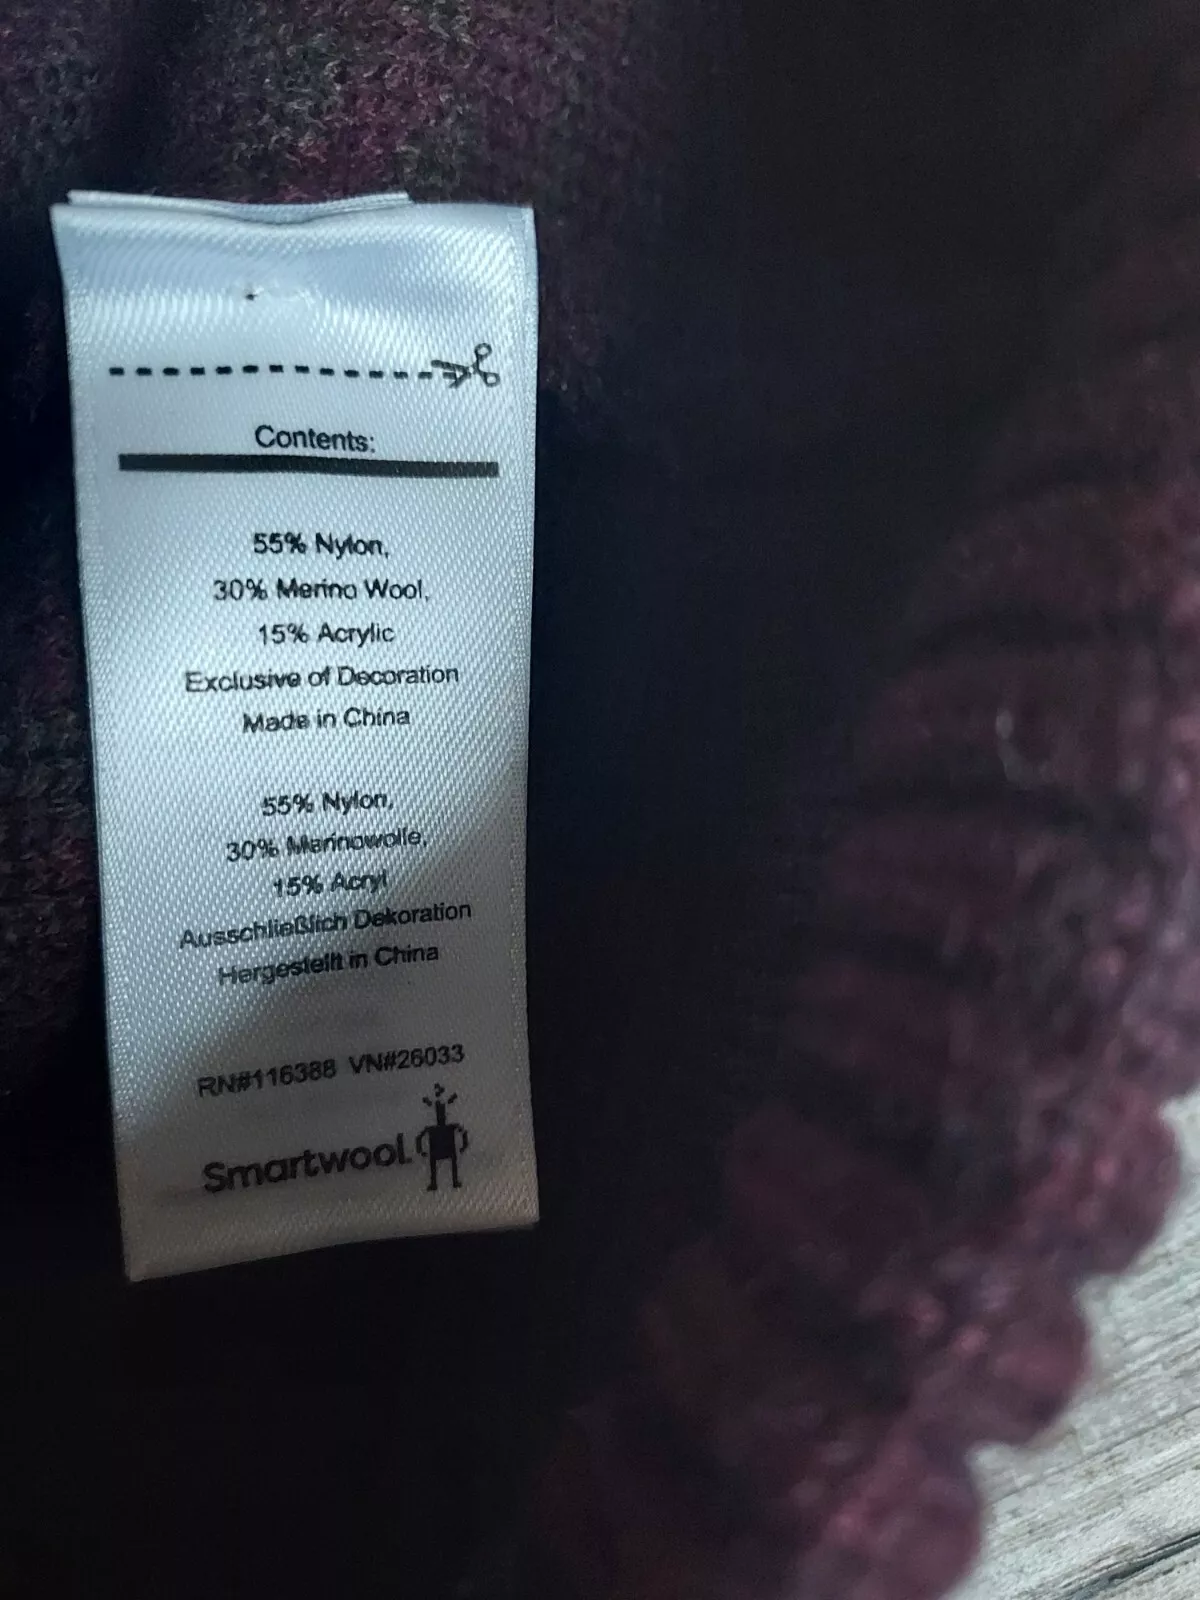 Contents:
55% Nylon,
30% Merino Wool,
15% Acrylic
Exclusive of Decoration
Made in China
55% Nylon,
30% Merinowolle,
15% Acryl
Ausschließlich Dekoration
Hergestellt in China
RN#116388 VN#26033
Smartwool.